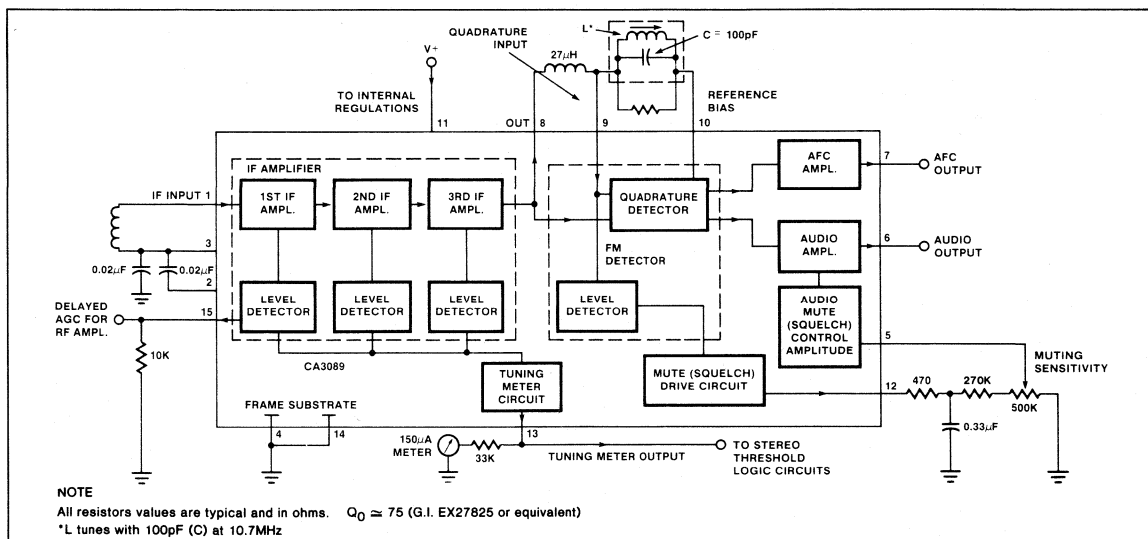 L*
C = 100pF
QUADRATURE
INPUT
V+
27μH
TO INTERNAL
REGULATIONS
REFERENCE
BIAS
11
OUT 8
9
10
IF AMPLIFIER
AFC
AMPL.
7
AFC
OUTPUT
IF INPUT 1
1ST IF
AMPL.
2ND IF
AMPL.
3RD IF
AMPL.
QUADRATURE
DETECTOR
3
AUDIO
AMPL.
6
AUDIO
OUTPUT
0.02μF
0.02μF
2
FM
DETECTOR
DELAYED
AGC FOR
RF AMPL.
15
LEVEL
DETECTOR
LEVEL
DETECTOR
LEVEL
DETECTOR
LEVEL
DETECTOR
AUDIO
MUTE
(SQUELCH)
CONTROL
AMPLITUDE
5
10K
CA3089
TUNING
METER
CIRCUIT
MUTE (SQUELCH)
DRIVE CIRCUIT
MUTING
SENSITIVITY
12
470
270K
500K
0.33μF
FRAME SUBSTRATE
4
14
13
150μA
METER
33K
TUNING METER OUTPUT
TO STEREO
THRESHOLD
LOGIC CIRCUITS
NOTE
All resistors values are typical and in ohms. Q₀ ≃ 75 (G.I. EX27825 or equivalent)
*L tunes with 100pF (C) at 10.7MHz